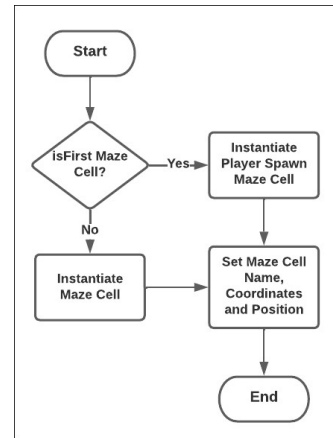 Start
isFirst Maze
Cell?
Yes
Instantiate
Player Spawn
Maze Cell
No
Instantiate
Maze Cell
Set Maze Cell
Name,
Coordinates
and Position
End